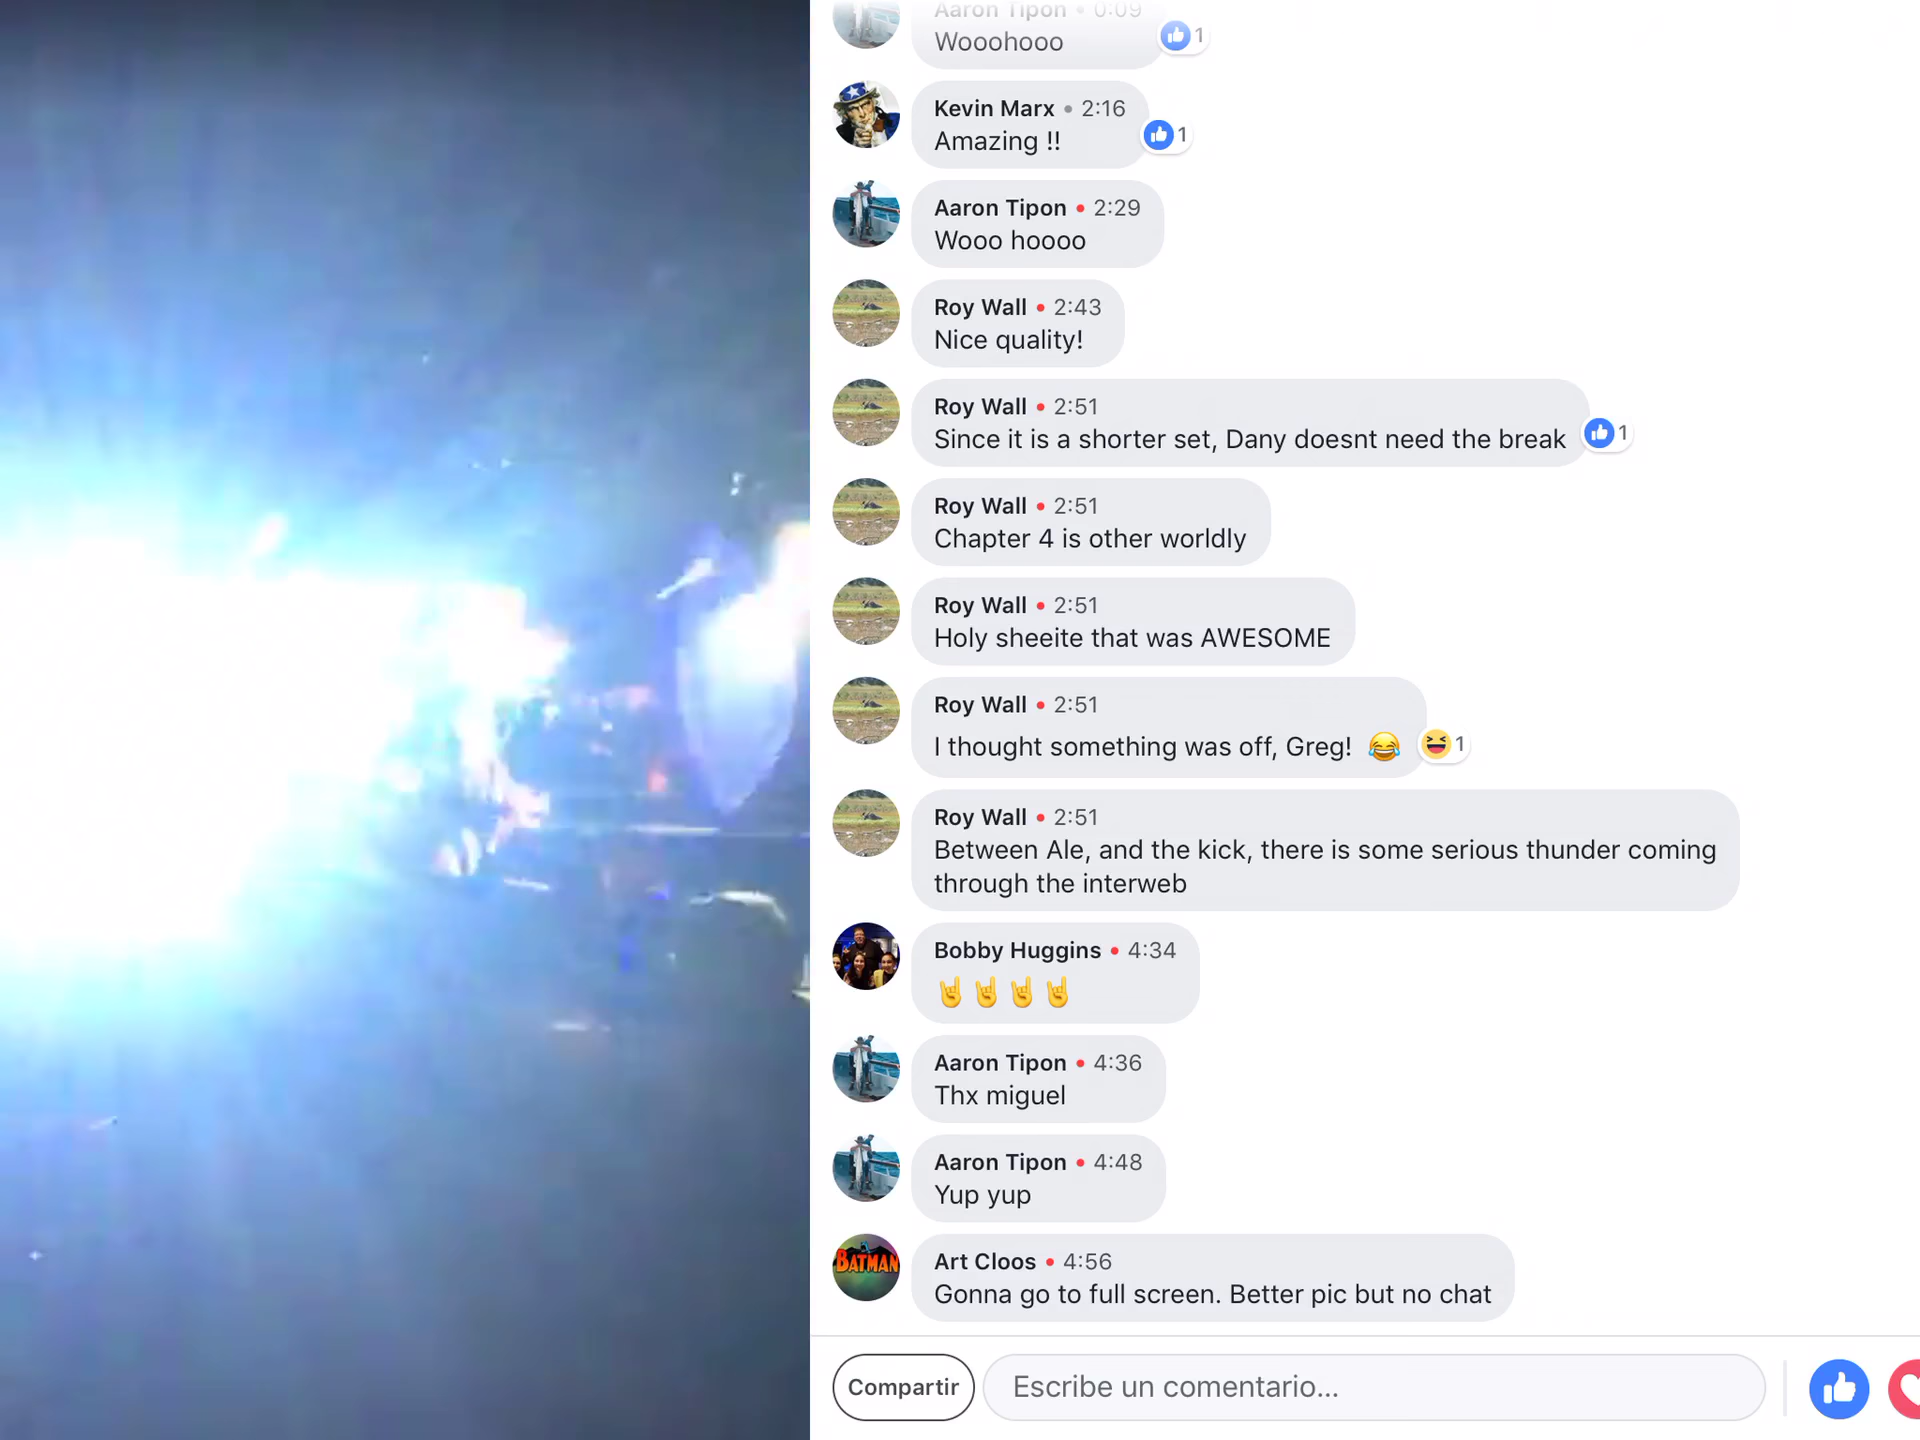 Aaron Tipon • 0:09
Wooohooo
1
Kevin Marx • 2:16
Amazing !!
1
Aaron Tipon • 2:29
Wooo hoooo
Roy Wall • 2:43
Nice quality!
Roy Wall • 2:51
Since it is a shorter set, Dany doesnt need the break
1
Roy Wall • 2:51
Chapter 4 is other worldly
Roy Wall • 2:51
Holy sheeite that was AWESOME
Roy Wall • 2:51
I thought something was off, Greg! 😂
1
Roy Wall • 2:51
Between Ale, and the kick, there is some serious thunder coming
through the interweb
Bobby Huggins • 4:34
🤘🤘🤘🤘
Aaron Tipon • 4:36
Thx miguel
Aaron Tipon • 4:48
Yup yup
BATMAN
Art Cloos • 4:56
Gonna go to full screen. Better pic but no chat
Compartir
Escribe un comentario...